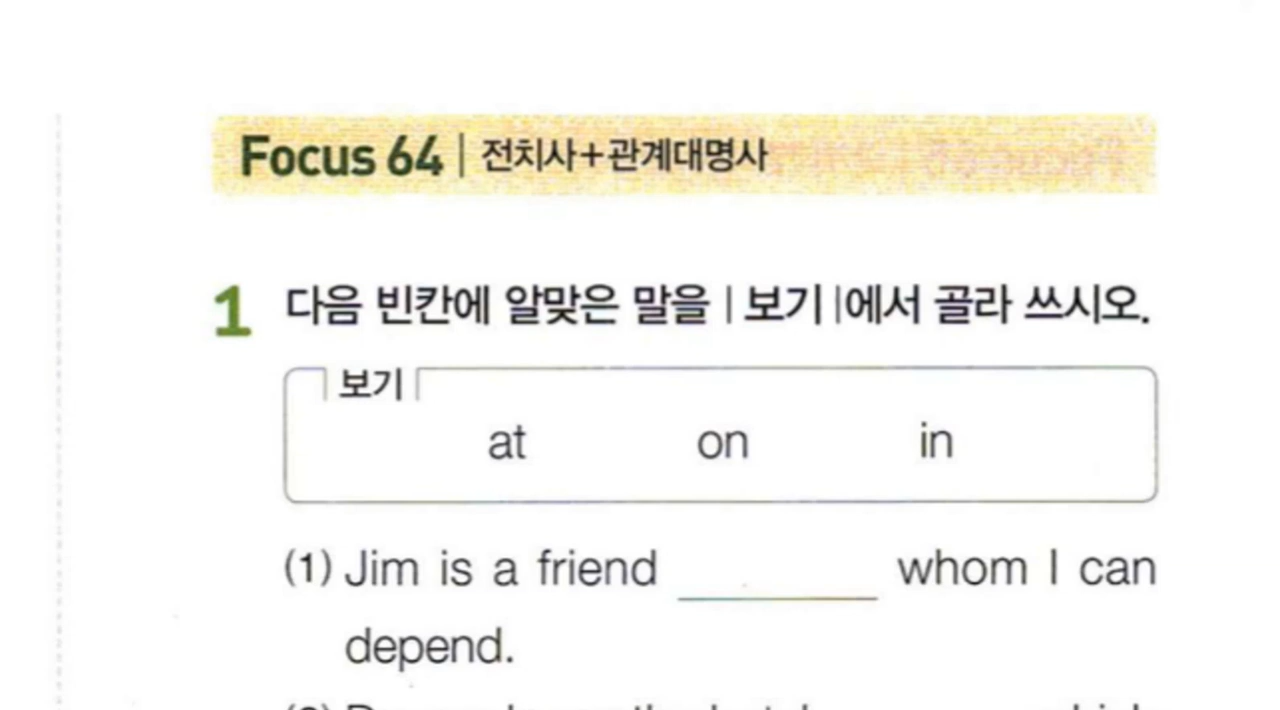 Focus 64 | 전치사+관계대명사
1 다음 빈칸에 알맞은 말을 | 보기 |에서 골라 쓰시오.
보기
at on in
(1) Jim is a friend ________ whom I can
depend.